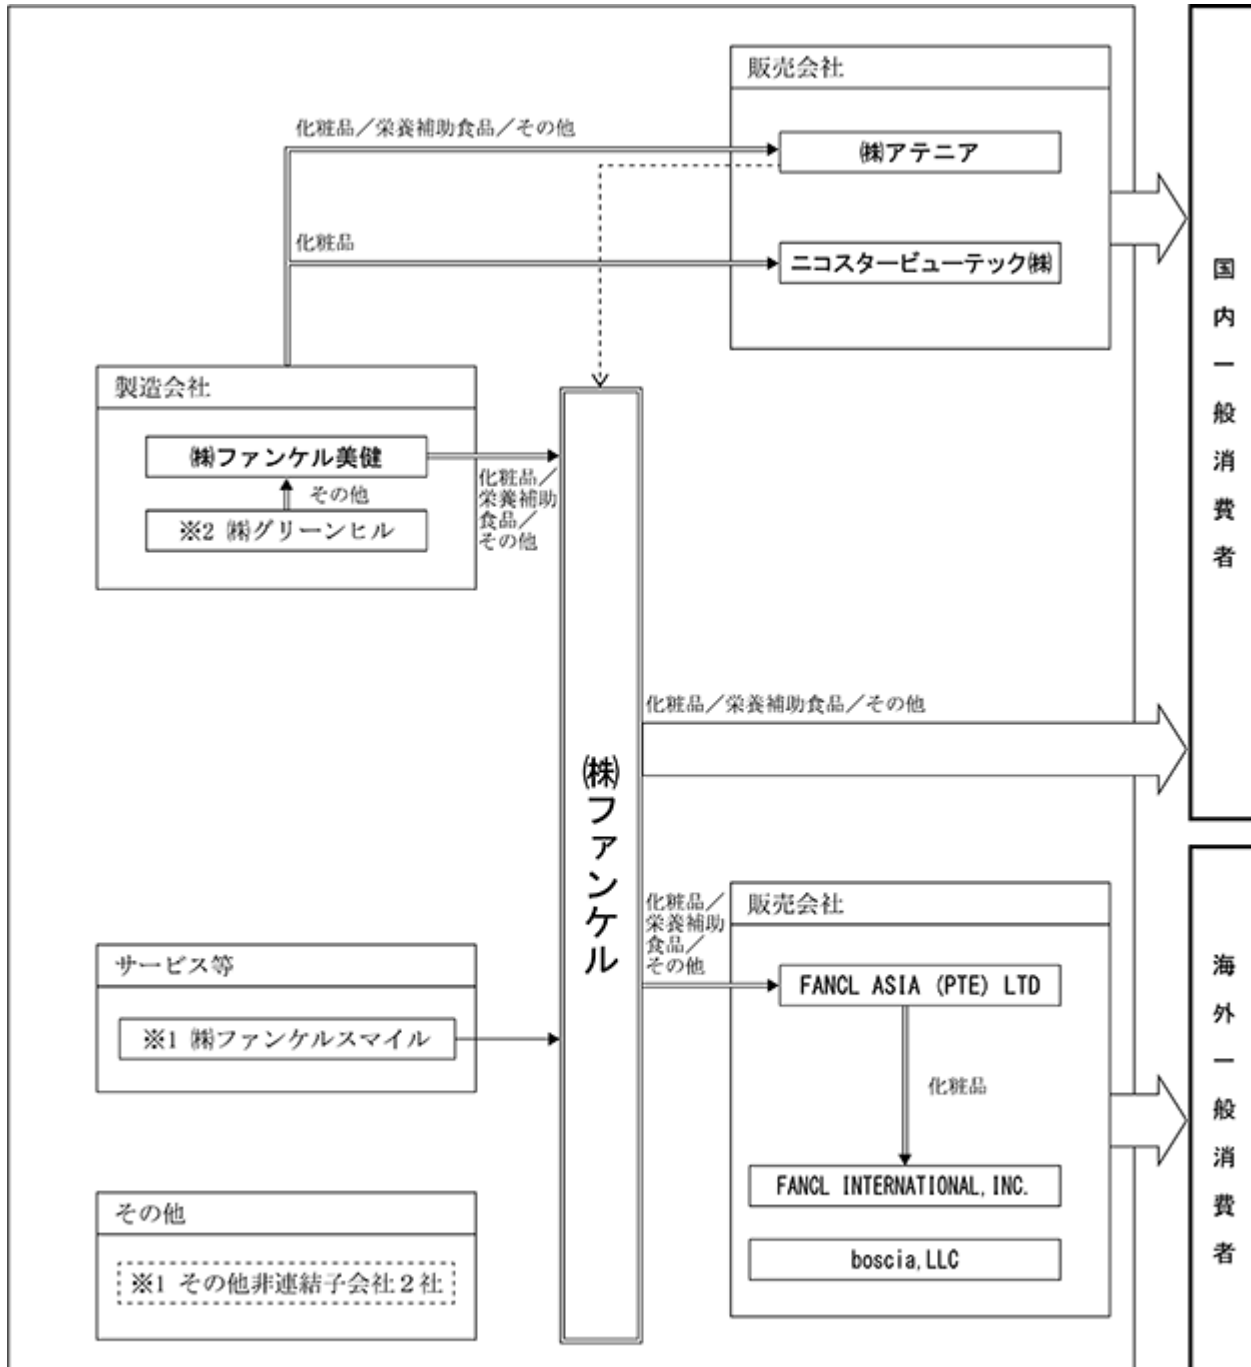 販売会社
化粧品／栄養補助食品／その他
㈱アテニア
化粧品
ニコスタービューテック㈱
国内一般消費者
製造会社
㈱ファンケル美健
その他
※2 ㈱グリーンヒル
化粧品／
栄養補助
食品／
その他
㈱ファンケル
化粧品／栄養補助食品／その他
化粧品／
栄養補助
食品／
その他
販売会社
FANCL ASIA (PTE) LTD
化粧品
FANCL INTERNATIONAL,INC.
boscia,LLC
海外一般消費者
サービス等
※1 ㈱ファンケルスマイル
その他
※1 その他非連結子会社２社